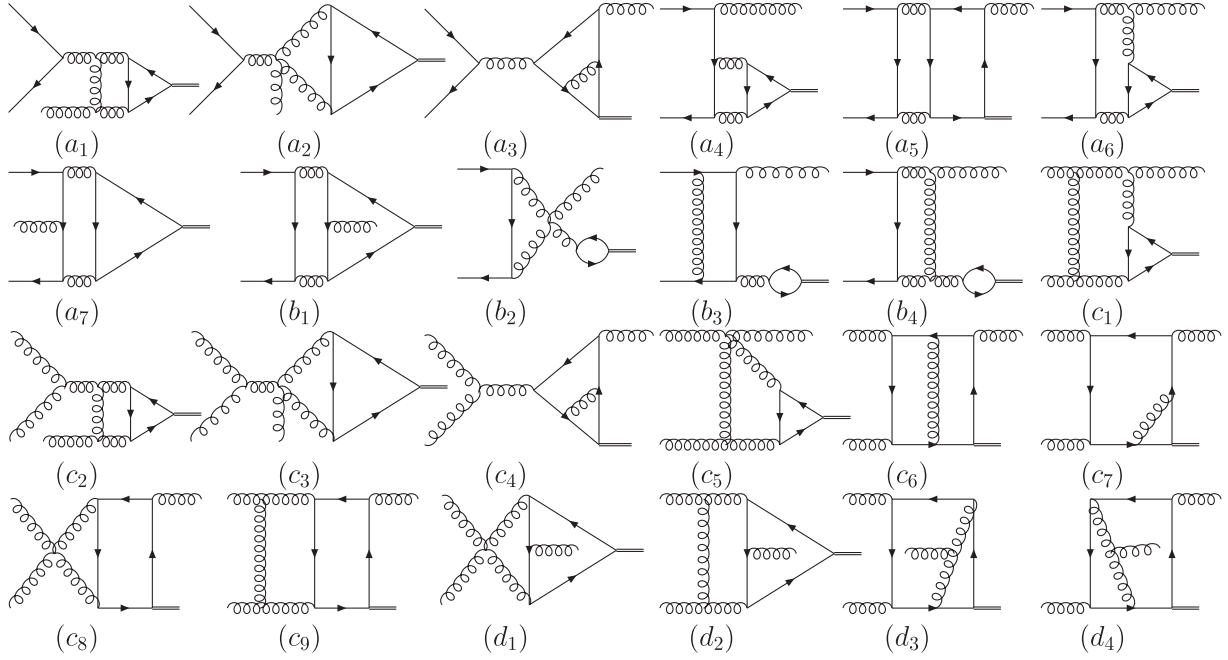 (a₁) (a₂) (a₃) (a₄) (a₅) (a₆)
(a₇) (b₁) (b₂) (b₃) (b₄) (c₁)
(c₂) (c₃) (c₄) (c₅) (c₆) (c₇)
(c₈) (c₉) (d₁) (d₂) (d₃) (d₄)